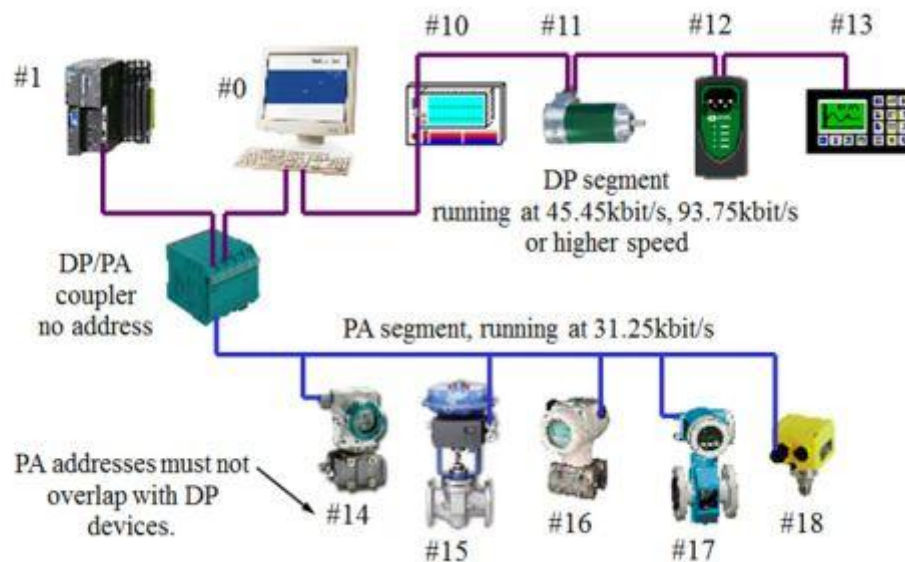 #1
#0
#10
#11
#12
#13
DP segment
running at 45.45kbit/s, 93.75kbit/s
or higher speed
DP/PA
coupler
no address
PA segment, running at 31.25kbit/s
PA addresses must not
overlap with DP
devices.
#14
#15
#16
#17
#18